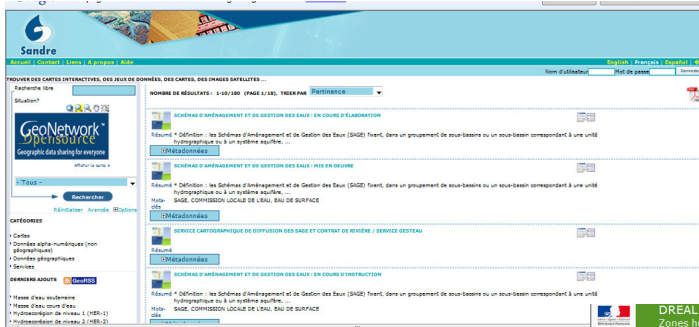 Sandre
Accueil | Contact | Liens | A propos | Aide
English | Français | Español |
Nom d'utilisateur
Mot de passe
TROUVER DES CARTES INTERACTIVES, DES JEUX DE DONNÉES, DES CARTES, DES IMAGES SATELLITES ...
Recherche libre
Situation?
GeoNetwork
Opensource
Geographic data sharing for everyone
Afficher la carte
- Tous -
Rechercher
Réinitialiser Avancée Options
CATÉGORIES
Cartes
Données alpha-numériques (non
géographiques)
Données géographiques
Services
DERNIERS AJOUTS GeoRSS
Masse d'eau souterraine
Masse d'eau cours d'eau
Hydroecorégion de niveau 1 (HER-1)
Hydroecorégion de niveau 2 (HER-2)
NOMBRE DE RÉSULTATS : 1-10/180 (PAGE 1/18), TRIER PAR Pertinence
SCHÉMAS D'AMÉNAGEMENT ET DE GESTION DES EAUX : EN COURS D'ÉLABORATION
Résumé * Définition : les Schémas d'Aménagement et de Gestion des Eaux (SAGE) fixent, dans un groupement de sous-bassins ou un sous-bassin correspondant à une unité
hydrographique ou à un système aquifère, ...
Métadonnées
SCHÉMAS D'AMÉNAGEMENT ET DE GESTION DES EAUX : MIS EN OEUVRE
Résumé * Définition : les Schémas d'Aménagement et de Gestion des Eaux (SAGE) fixent, dans un groupement de sous-bassins ou un sous-bassin correspondant à une unité
hydrographique ou à un système aquifère, ...
Mots-clés SAGE, COMMISSION LOCALE DE L'EAU, EAU DE SURFACE
Métadonnées
SERVICE CARTOGRAPHIQUE DE DIFFUSION DES SAGE ET CONTRAT DE RIVIÈRE / SERVICE GESTEAU
Résumé
Métadonnées
SCHÉMAS D'AMÉNAGEMENT ET DE GESTION DES EAUX : EN COURS D'INSTRUCTION
Résumé * Définition : les Schémas d'Aménagement et de Gestion des Eaux (SAGE) fixent, dans un groupement de sous-bassins ou un sous-bassin correspondant à une unité
hydrographique ou à un système aquifère, ...
Mots-clés SAGE, COMMISSION LOCALE DE L'EAU, EAU DE SURFACE
Métadonnées
DREAL
Zones h